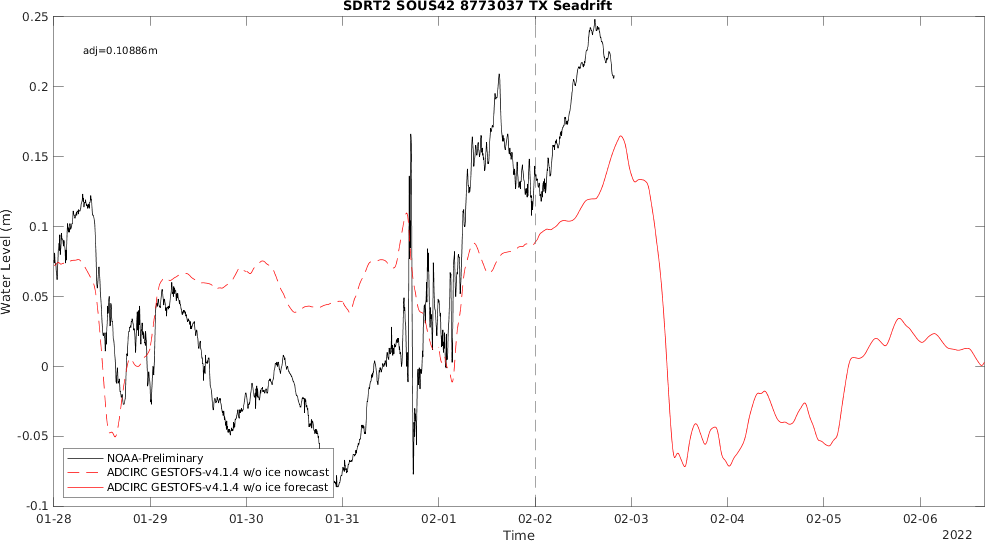 SDRT2 SOUS42 8773037 TX Seadrift
adj=0.10886m
Water Level (m)
0.25
0.2
0.15
0.1
0.05
0
-0.05
-0.1
NOAA-Preliminary
ADCIRC GESTOFS-v4.1.4 w/o ice nowcast
ADCIRC GESTOFS-v4.1.4 w/o ice forecast
01-28 01-29 01-30 01-31 02-01 02-02 02-03 02-04 02-05 02-06
Time
2022